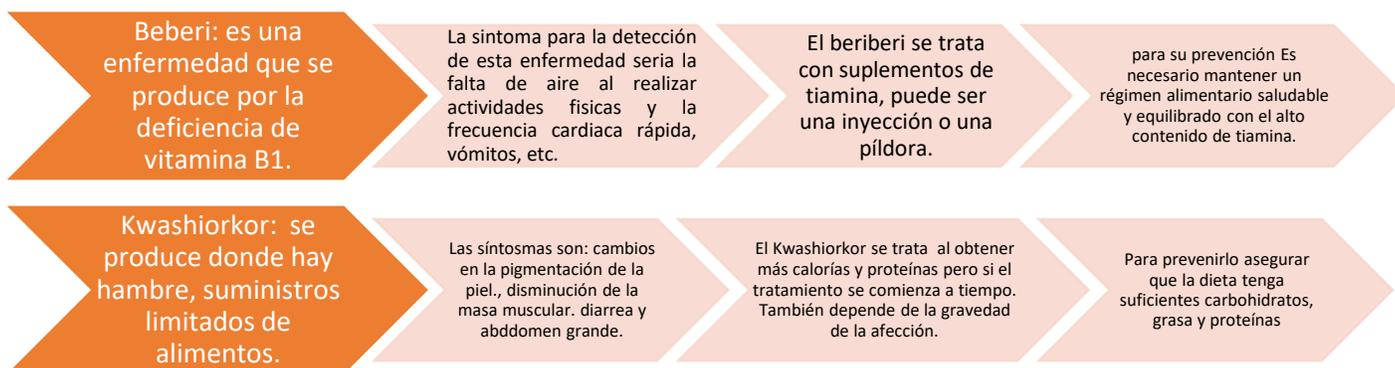 Beberi: es una
enfermedad que se
produce por la
deficiencia de
vitamina B1.
La sintoma para la detección
de esta enfermedad seria la
falta de aire al realizar
actividades fisicas y la
frecuencia cardiaca rápida,
vómitos, etc.
El beriberi se trata
con suplementos de
tiamina, puede ser
una inyección o una
píldora.
para su prevención Es
necesario mantener un
régimen alimentario saludable
y equilibrado con el alto
contenido de tiamina.
Kwashiorkor: se
produce donde hay
hambre, suministros
limitados de
alimentos.
Las síntosmas son: cambios
en la pigmentación de la
piel., disminución de la
masa muscular. diarrea y
abddomen grande.
El Kwashiorkor se trata al obtener
más calorías y proteínas pero si el
tratamiento se comienza a tiempo.
También depende de la gravedad
de la afección.
Para prevenirlo asegurar
que la dieta tenga
suficientes carbohidratos,
grasa y proteínas